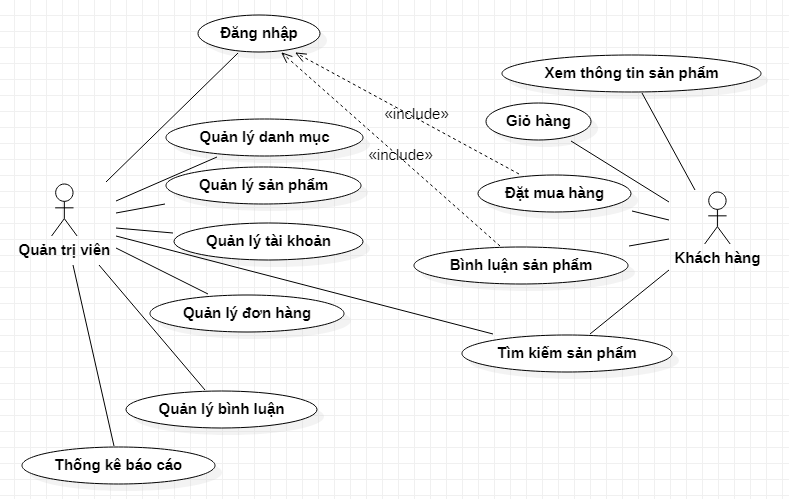 Đăng nhập
Xem thông tin sản phẩm
«include»
Giỏ hàng
Quản lý danh mục
«include»
Quản lý sản phẩm
Đặt mua hàng
Quản trị viên
Quản lý tài khoản
Khách hàng
Bình luận sản phẩm
Quản lý đơn hàng
Tìm kiếm sản phẩm
Quản lý bình luận
Thống kê báo cáo